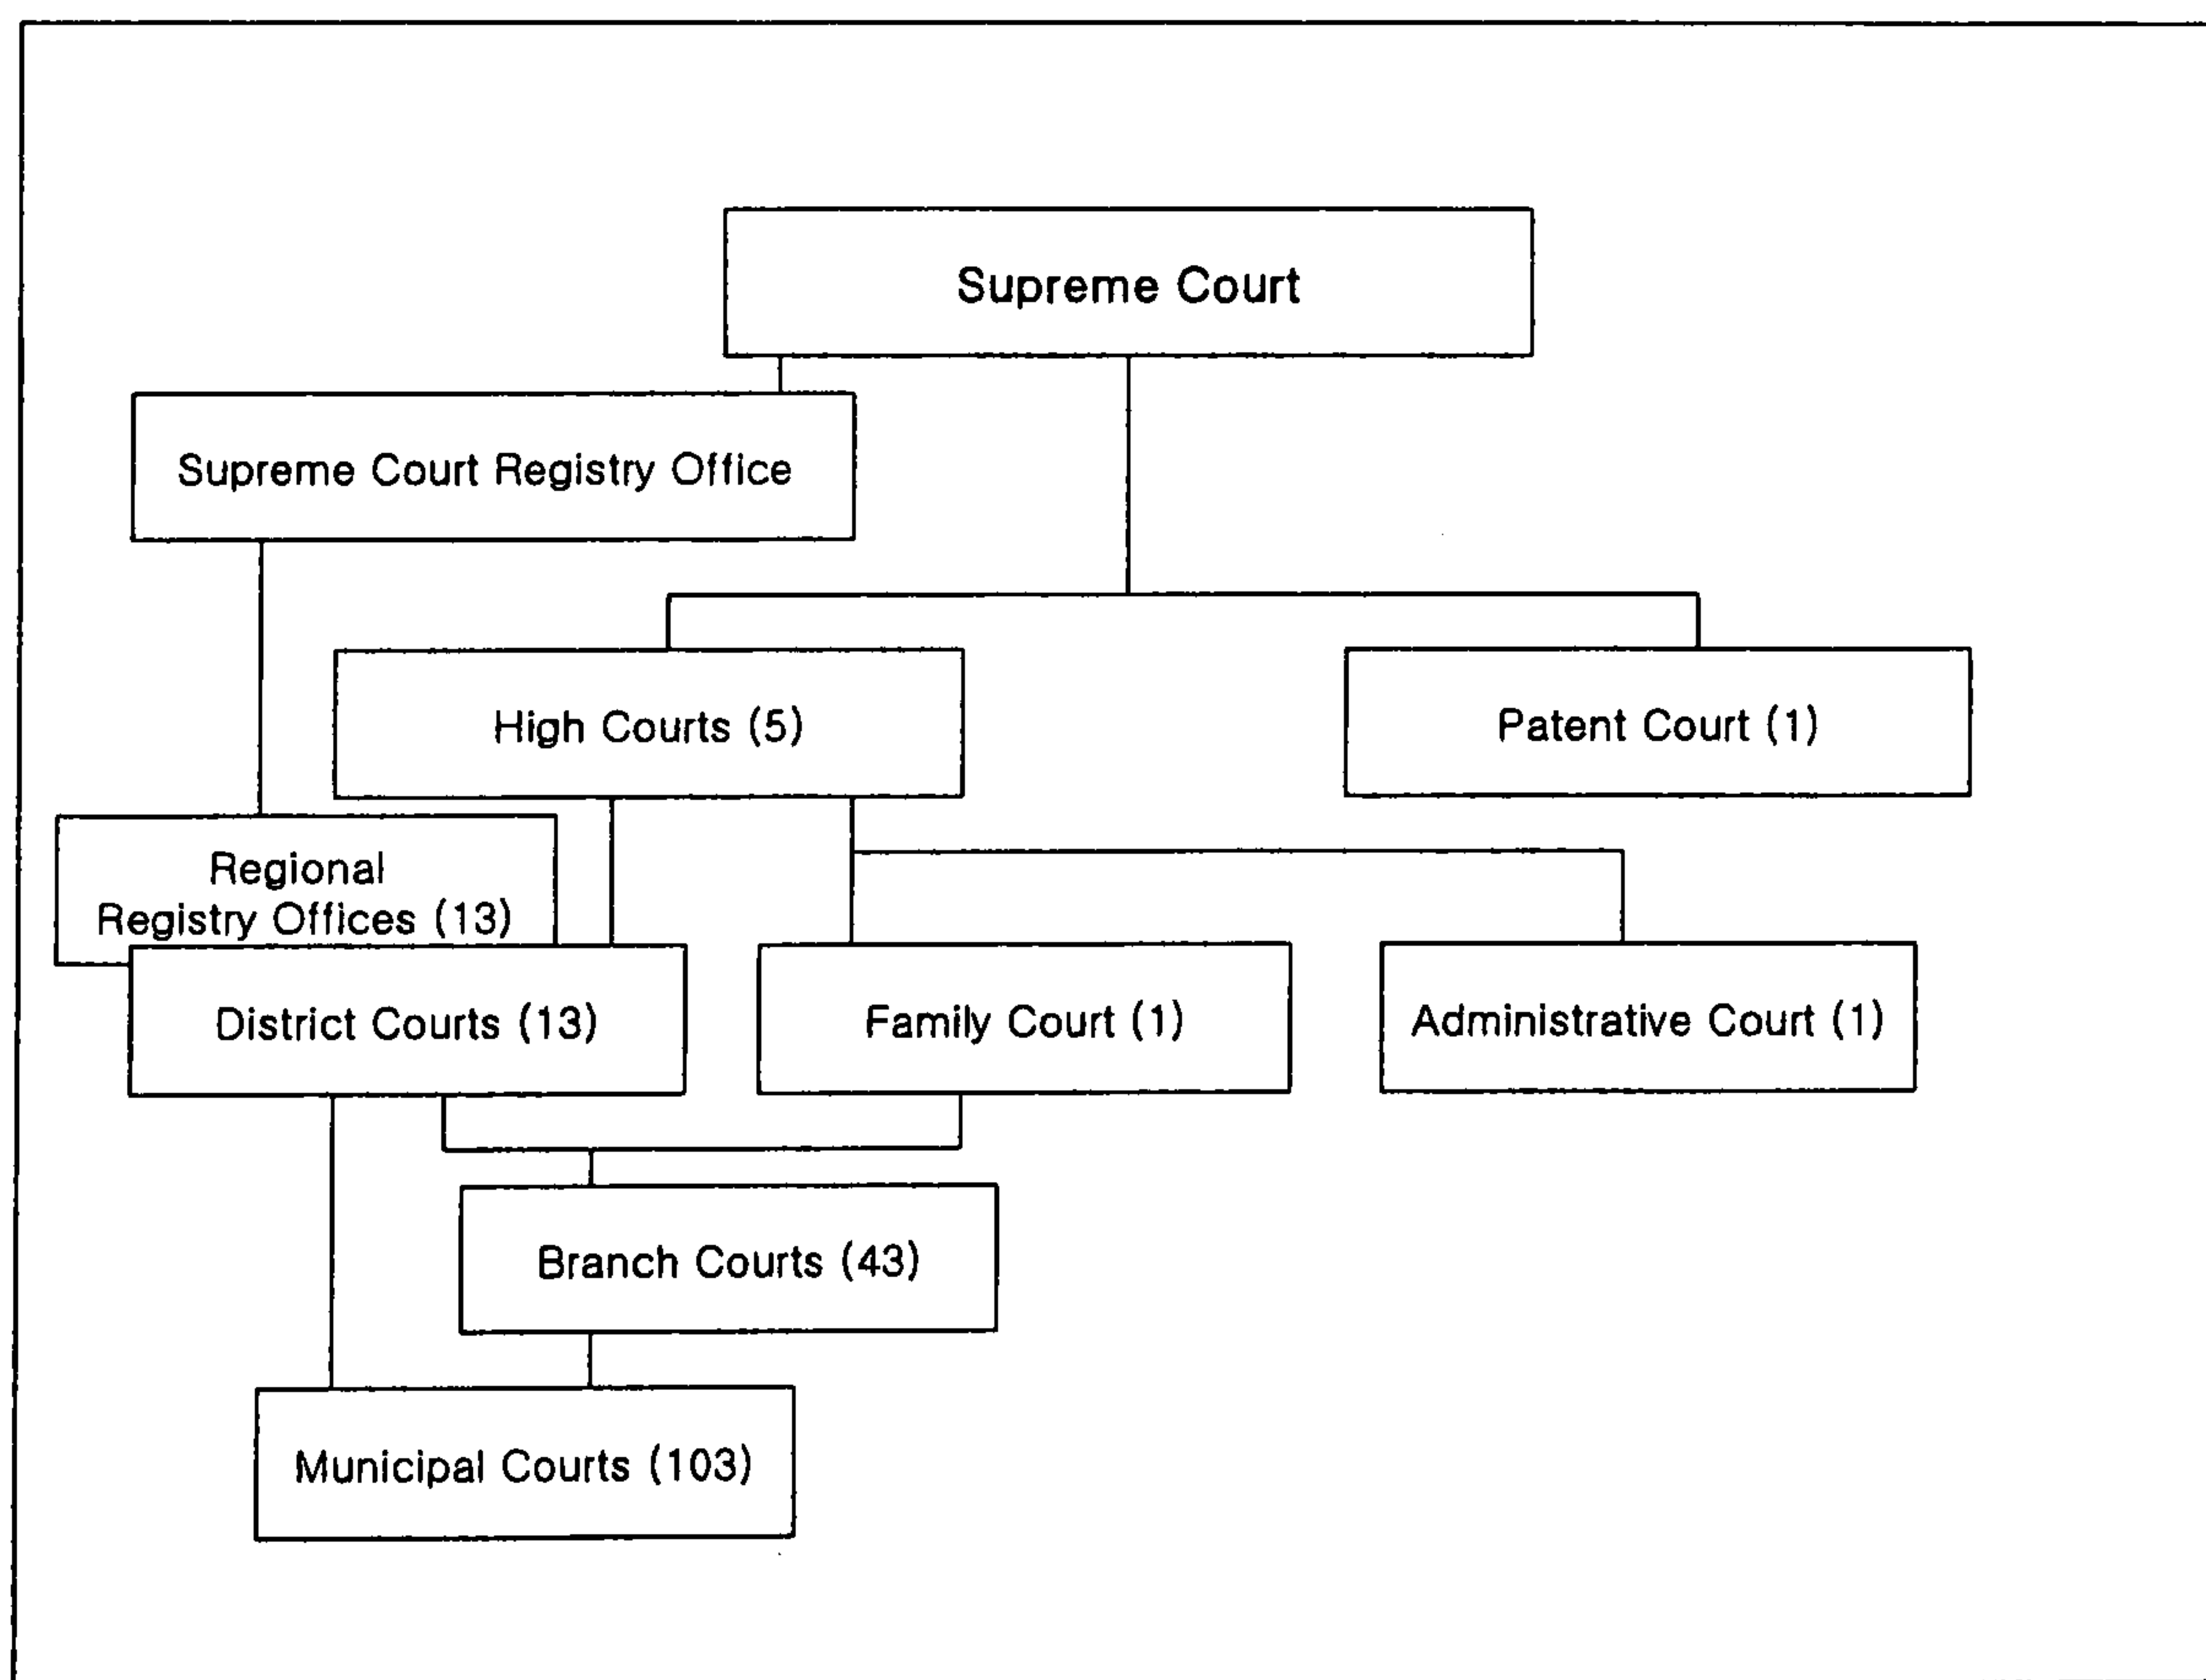 Supreme Court
Supreme Court Registry Office
High Courts (5)
Patent Court (1)
Regional
Registry Offices (13)
District Courts (13)
Family Court (1)
Administrative Court (1)
Branch Courts (43)
Municipal Courts (103)